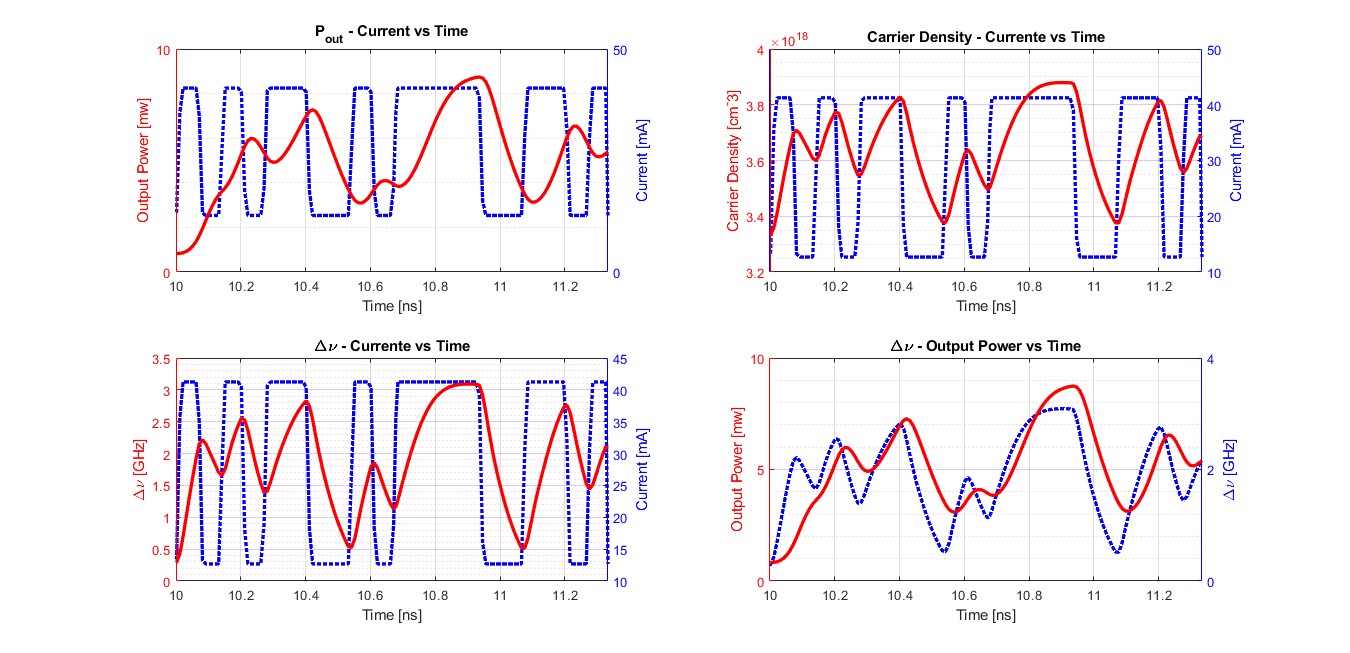 P_out - Current vs Time
10
0
Output Power [mw]
50
0
Current [mA]
10 10.2 10.4 10.6 10.8 11 11.2
Time [ns]
Carrier Density - Currente vs Time
×10^18
4
3.8
3.6
3.4
3.2
Carrier Density [cm^3]
50
40
30
20
10
Current [mA]
10 10.2 10.4 10.6 10.8 11 11.2
Time [ns]
Δν - Currente vs Time
3.5
3
2.5
2
1.5
1
0.5
0
Δν [GHz]
45
40
35
30
25
20
15
10
Current [mA]
10 10.2 10.4 10.6 10.8 11 11.2
Time [ns]
Δν - Output Power vs Time
10
5
0
Output Power [mw]
4
2
0
Δν [GHz]
10 10.2 10.4 10.6 10.8 11 11.2
Time [ns]